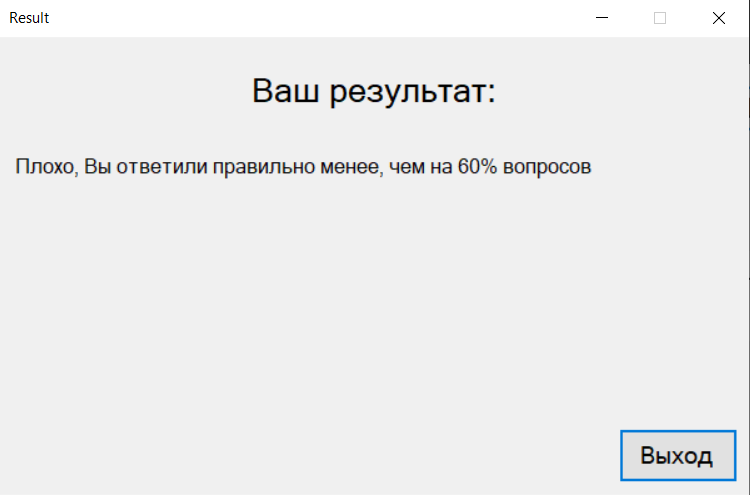 Result
Ваш результат:
Плохо, Вы ответили правильно менее, чем на 60% вопросов
Выход